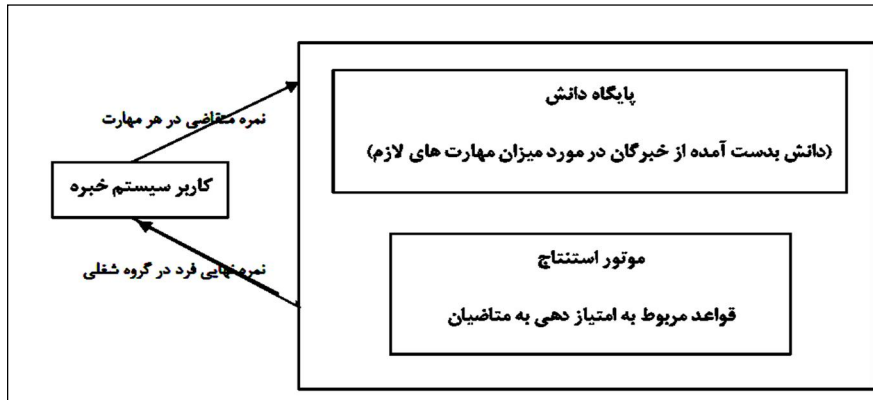 پایگاه دانش
(دانش بدست آمده از خبرگان در مورد میزان مهارت های لازم)
نمره متقاضی در هر مهارت
کاربر سیستم خبره
نمره نهایی فرد در گروه شغلی
موتور استنتاج
قواعد مربوط به امتیاز دهی به متاضیان